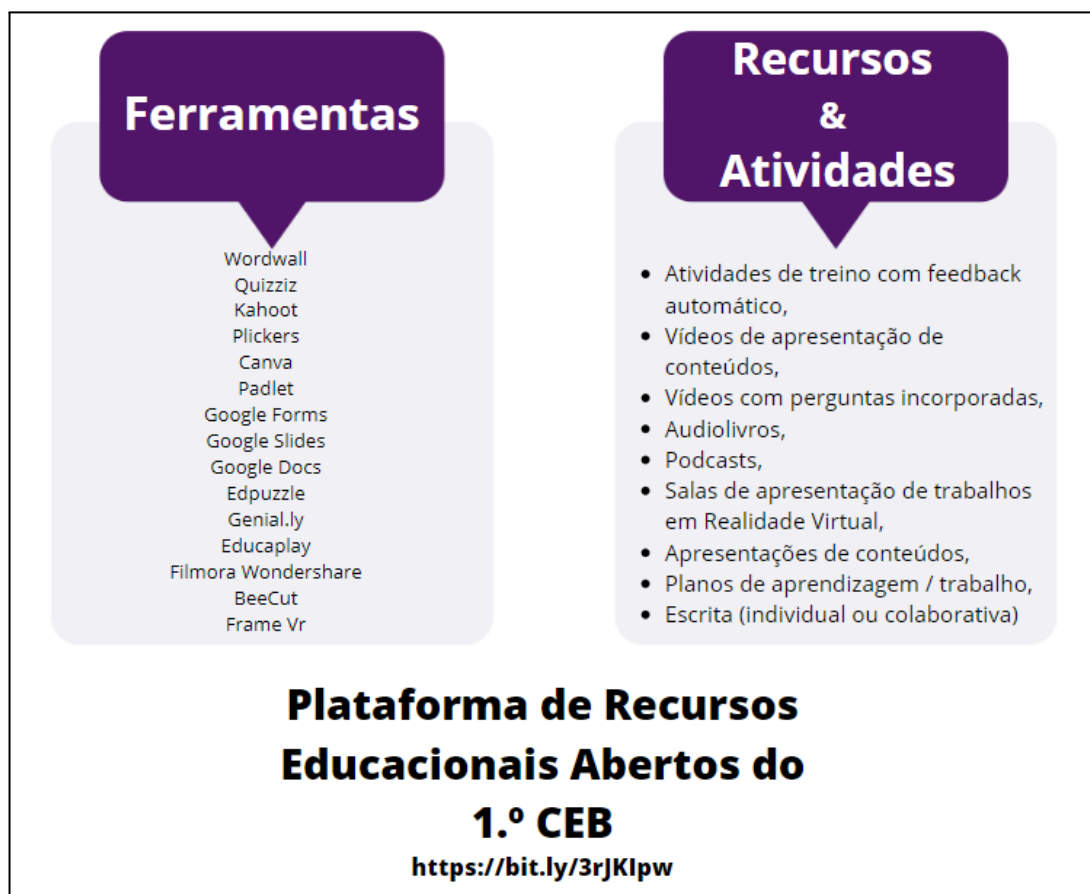 Ferramentas
Wordwall
Quizziz
Kahoot
Plickers
Canva
Padlet
Google Forms
Google Slides
Google Docs
Edpuzzle
Genial.ly
Educaplay
Filmora Wondershare
BeeCut
Frame Vr
Recursos
&
Atividades
• Atividades de treino com feedback
automático,
• Vídeos de apresentação de
conteúdos,
• Vídeos com perguntas incorporadas,
• Audiolivros,
• Podcasts,
• Salas de apresentação de trabalhos
em Realidade Virtual,
• Apresentações de conteúdos,
• Planos de aprendizagem / trabalho,
• Escrita (individual ou colaborativa)
Plataforma de Recursos
Educacionais Abertos do
1.º CEB
https://bit.ly/3rJKIpw